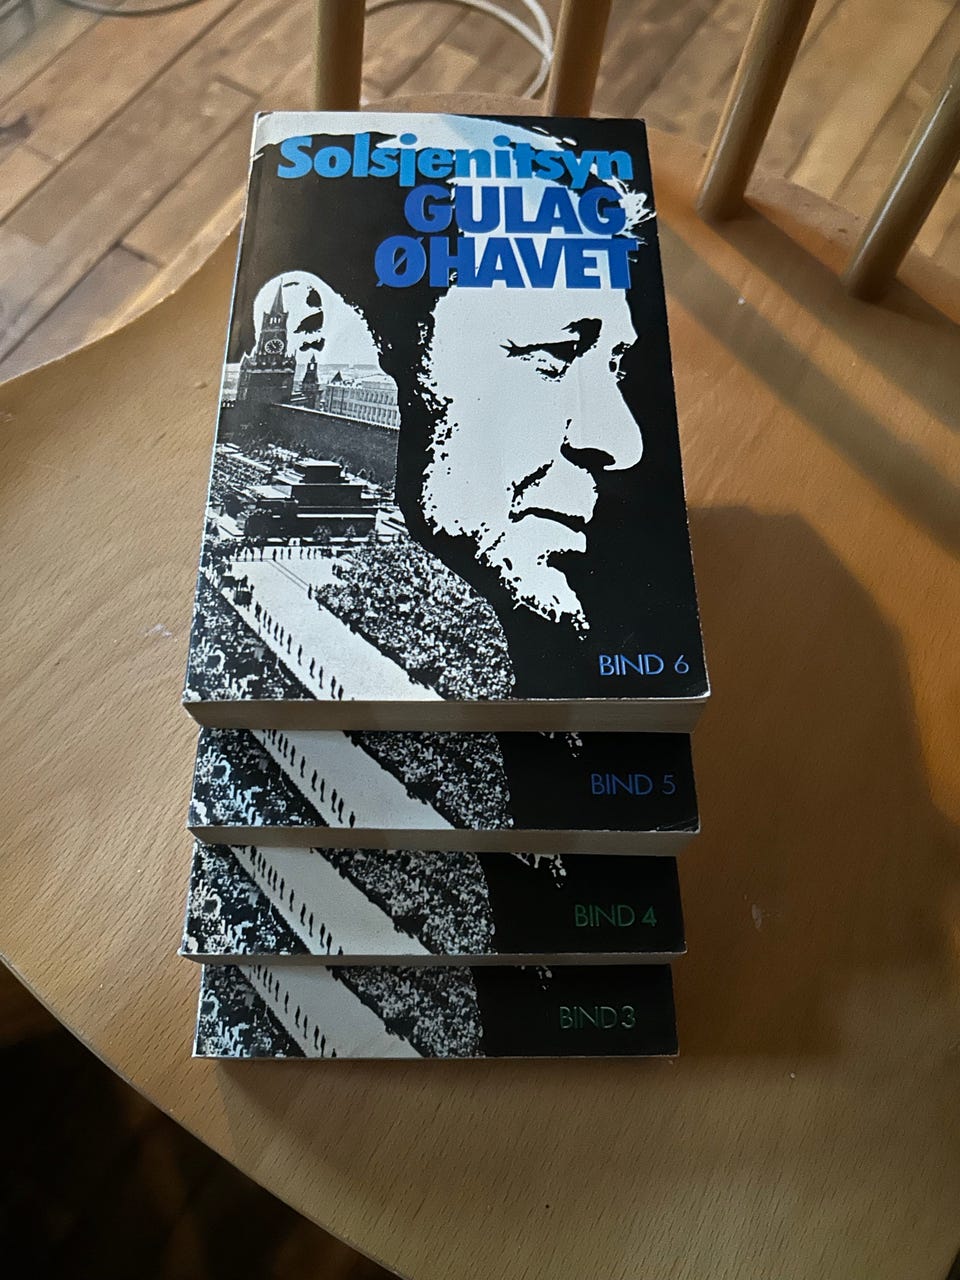 Solsjenitsyn
GULAG
ØHAVET
BIND 6
BIND 5
BIND 4
BIND 3